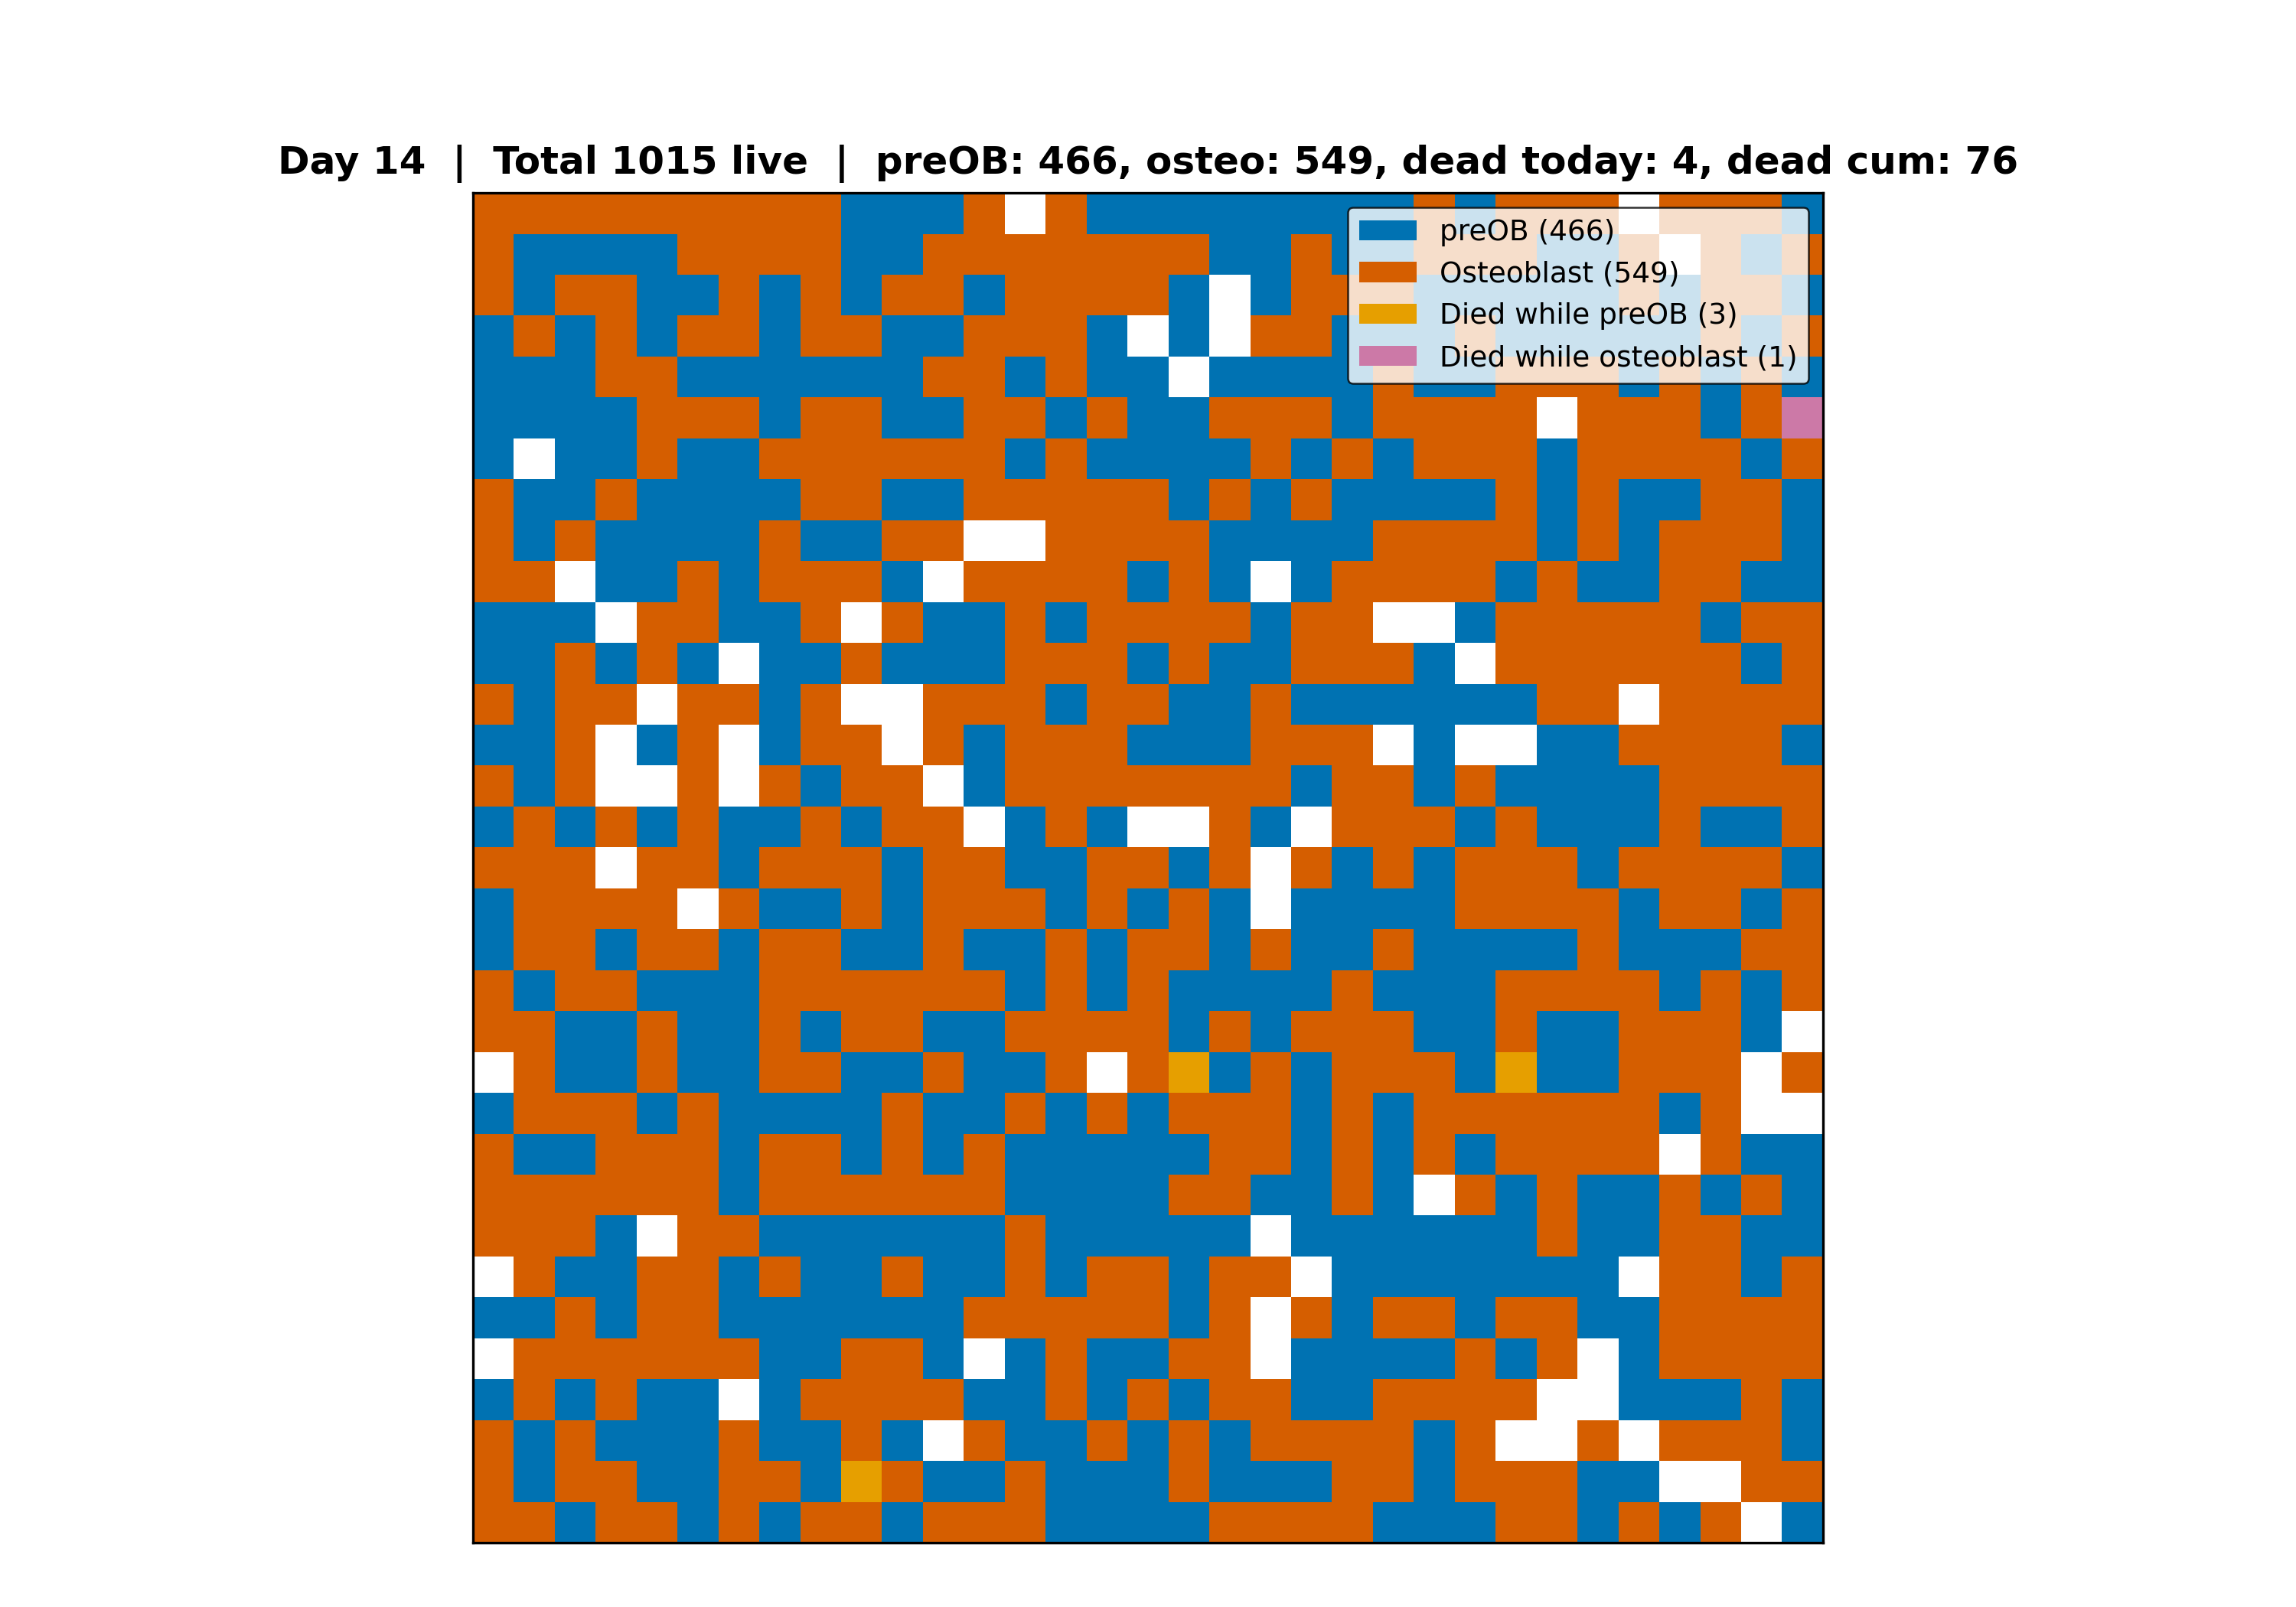 Day 14 | Total 1015 live | preOB: 466, osteo: 549, dead today: 4, dead cum: 76
preOB (466)
Osteoblast (549)
Died while preOB (3)
Died while osteoblast (1)